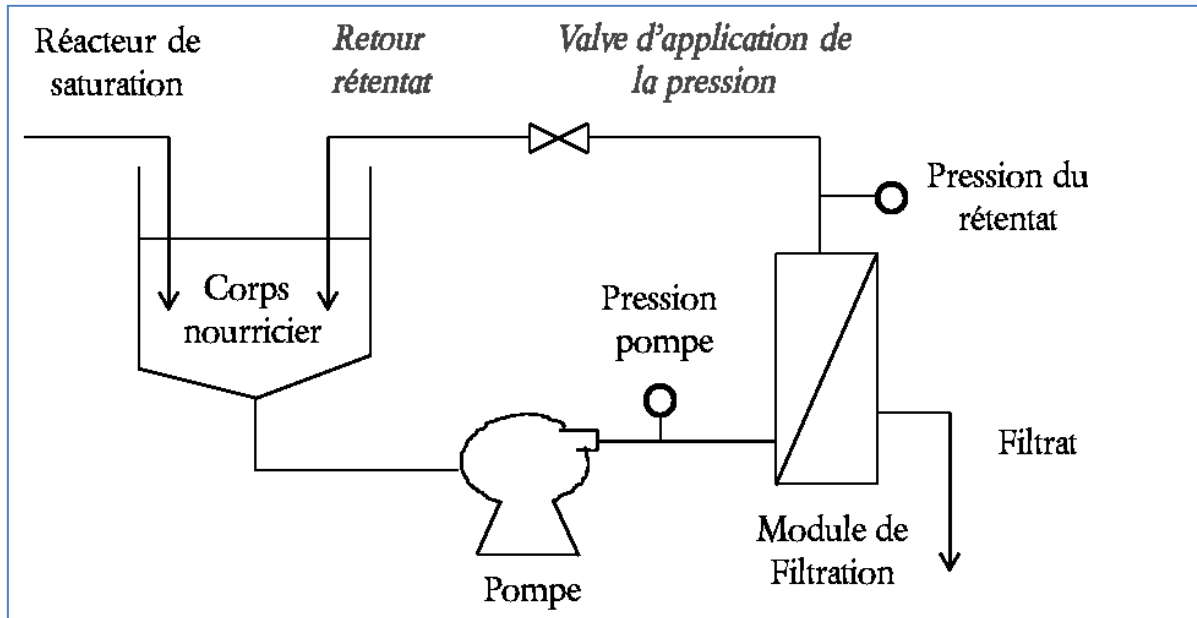 Réacteur de
saturation
Retour
rétentat
Valve d'application de
la pression
Pression du
rétentat
Corps
nourricier
Pression
pompe
Filtrat
Module de
Filtration
Pompe